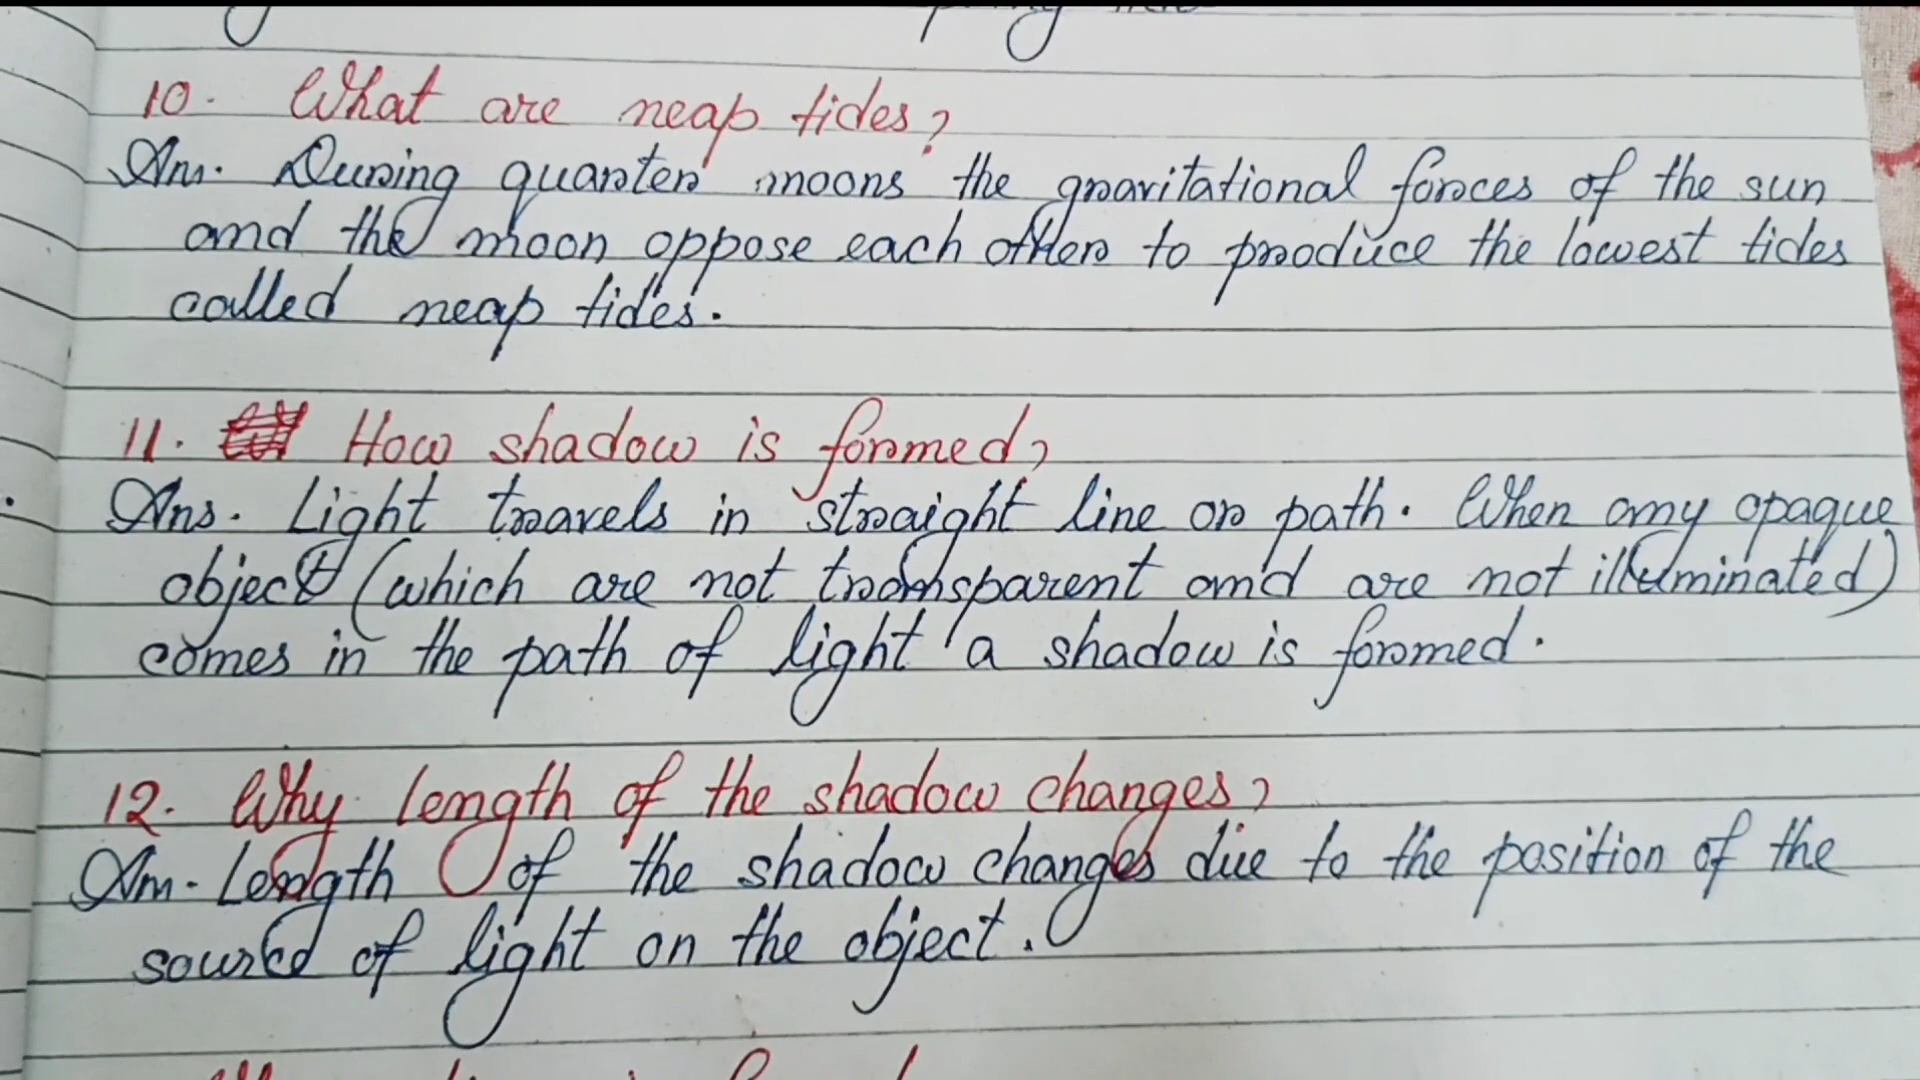 10. What are neap tides?
Ans. During quarter moons the gravitational forces of the sun
and the moon oppose each other to produce the lowest tides
called neap tides.
11. How shadow is formed?
Ans. Light travels in straight line or path. When any opaque
object (which are not transparent and are not illuminated)
comes in the path of light a shadow is formed.
12. Why length of the shadow changes?
Ans. Length of the shadow changes due to the position of the
source of light on the object.